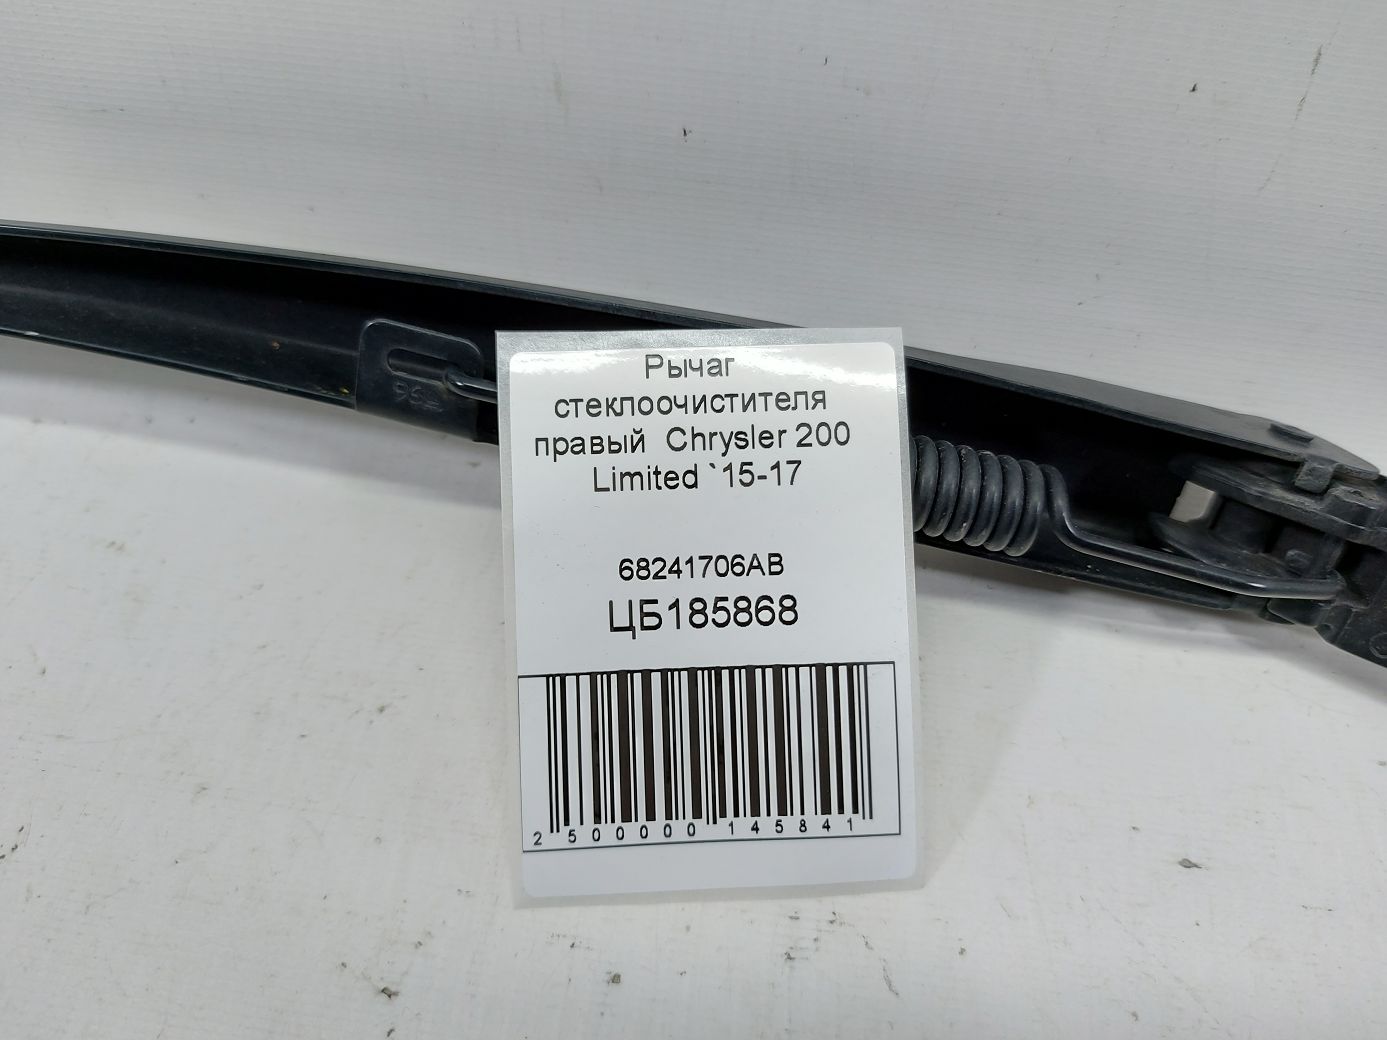 Рычаг
стеклоочистителя
правый Chrysler 200
Limited `15-17
68241706AB
ЦБ185868
2 500000 145841